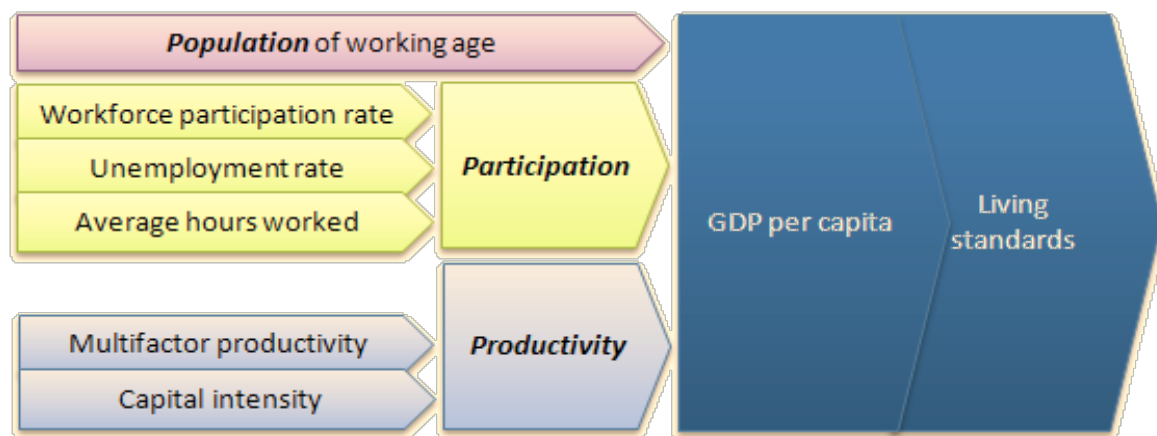 Population of working age
Workforce participation rate
Unemployment rate
Average hours worked
Participation
Multifactor productivity
Capital intensity
Productivity
GDP per capita
Living
standards